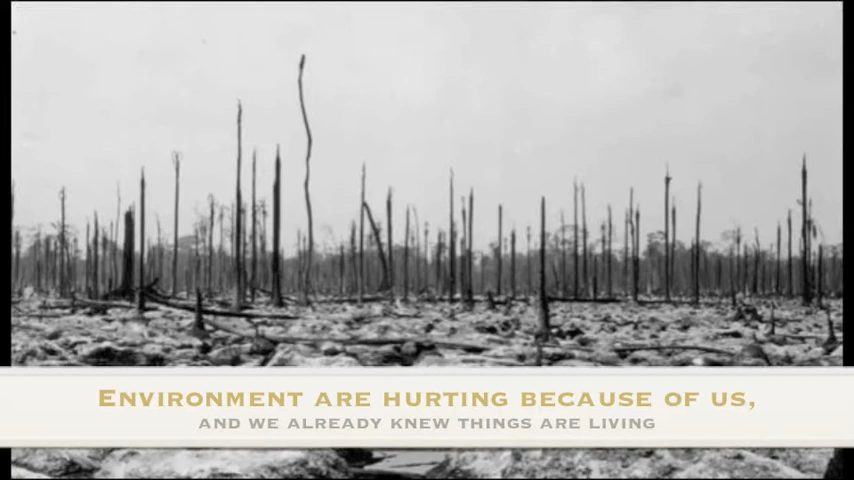 Environment are hurting because of us,
and we already knew things are living